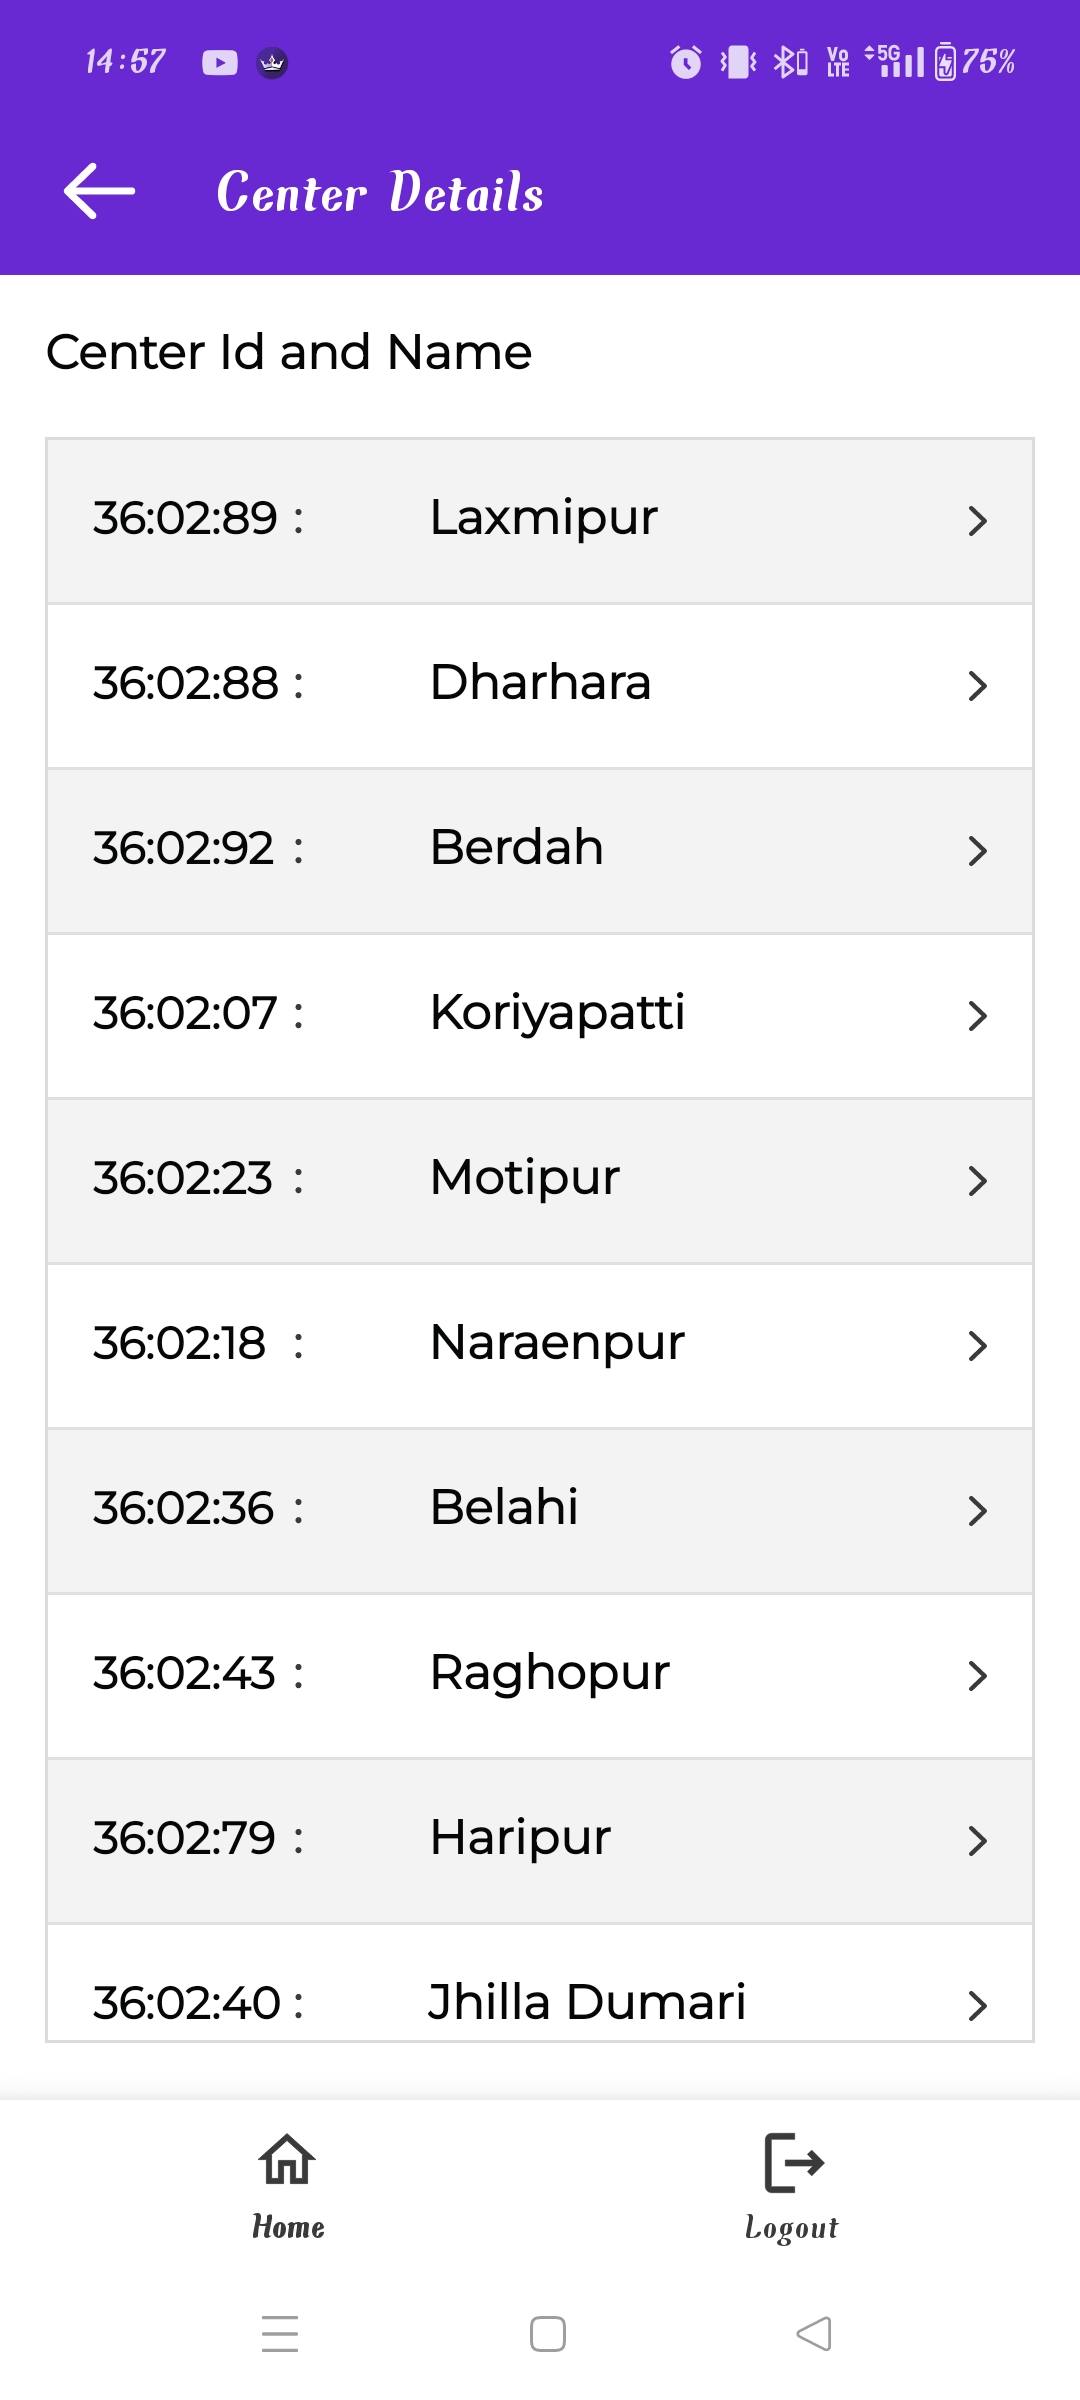 14:57 VoLTE 5G 75%
Center Details
Center Id and Name
36:02:89 : Laxmipur
36:02:88 : Dharhara
36:02:92 : Berdah
36:02:07 : Koriyapatti
36:02:23 : Motipur
36:02:18 : Naraenpur
36:02:36 : Belahi
36:02:43 : Raghopur
36:02:79 : Haripur
36:02:40 : Jhilla Dumari
Home Logout